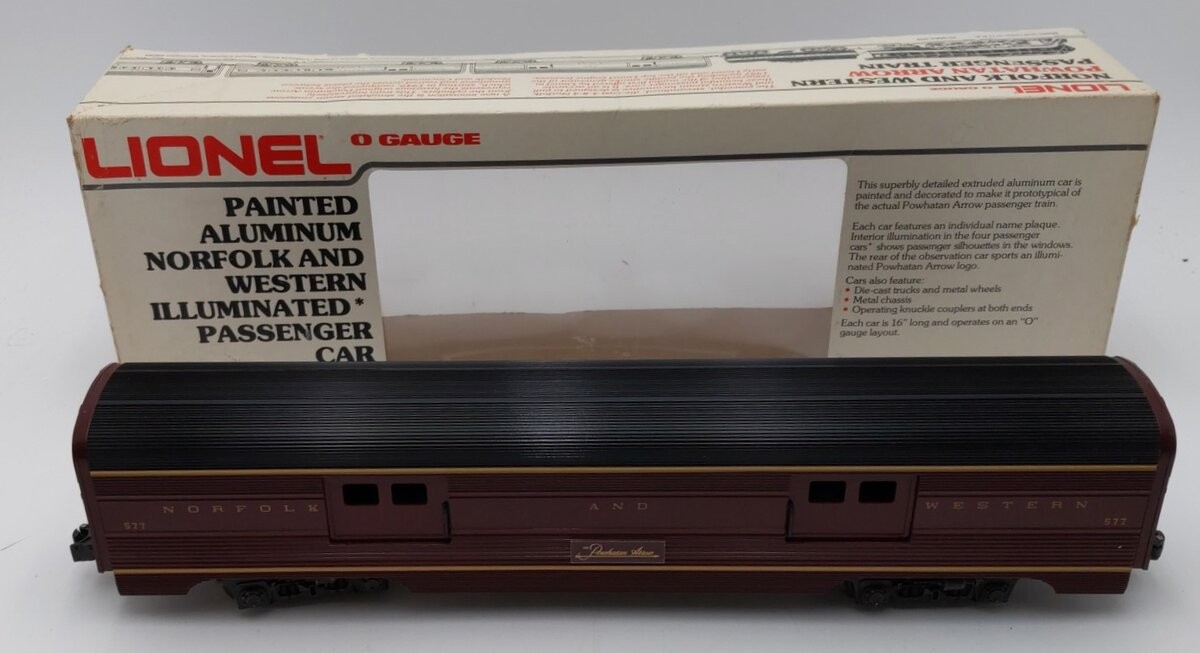 NORFOLK AND WESTERN
POWHATAN ARROW
PASSENGER TRAIN
LIONEL O GAUGE
LIONEL O GAUGE
PAINTED
ALUMINUM
NORFOLK AND
WESTERN
ILLUMINATED*
PASSENGER
CAR
This superbly detailed extruded aluminum car is
painted and decorated to make it prototypical of
the actual Powhatan Arrow passenger train.
Each car features an individual name plaque.
Interior illumination in the four passenger
cars* shows passenger silhouettes in the windows.
The rear of the observation car sports an illumi-
nated Powhatan Arrow logo.
Cars also feature:
• Die-cast trucks and metal wheels
• Metal chassis
• Operating knuckle couplers at both ends
Each car is 16" long and operates on an "O"
gauge layout.
NORFOLK AND WESTERN
577 577
Powhatan Arrow